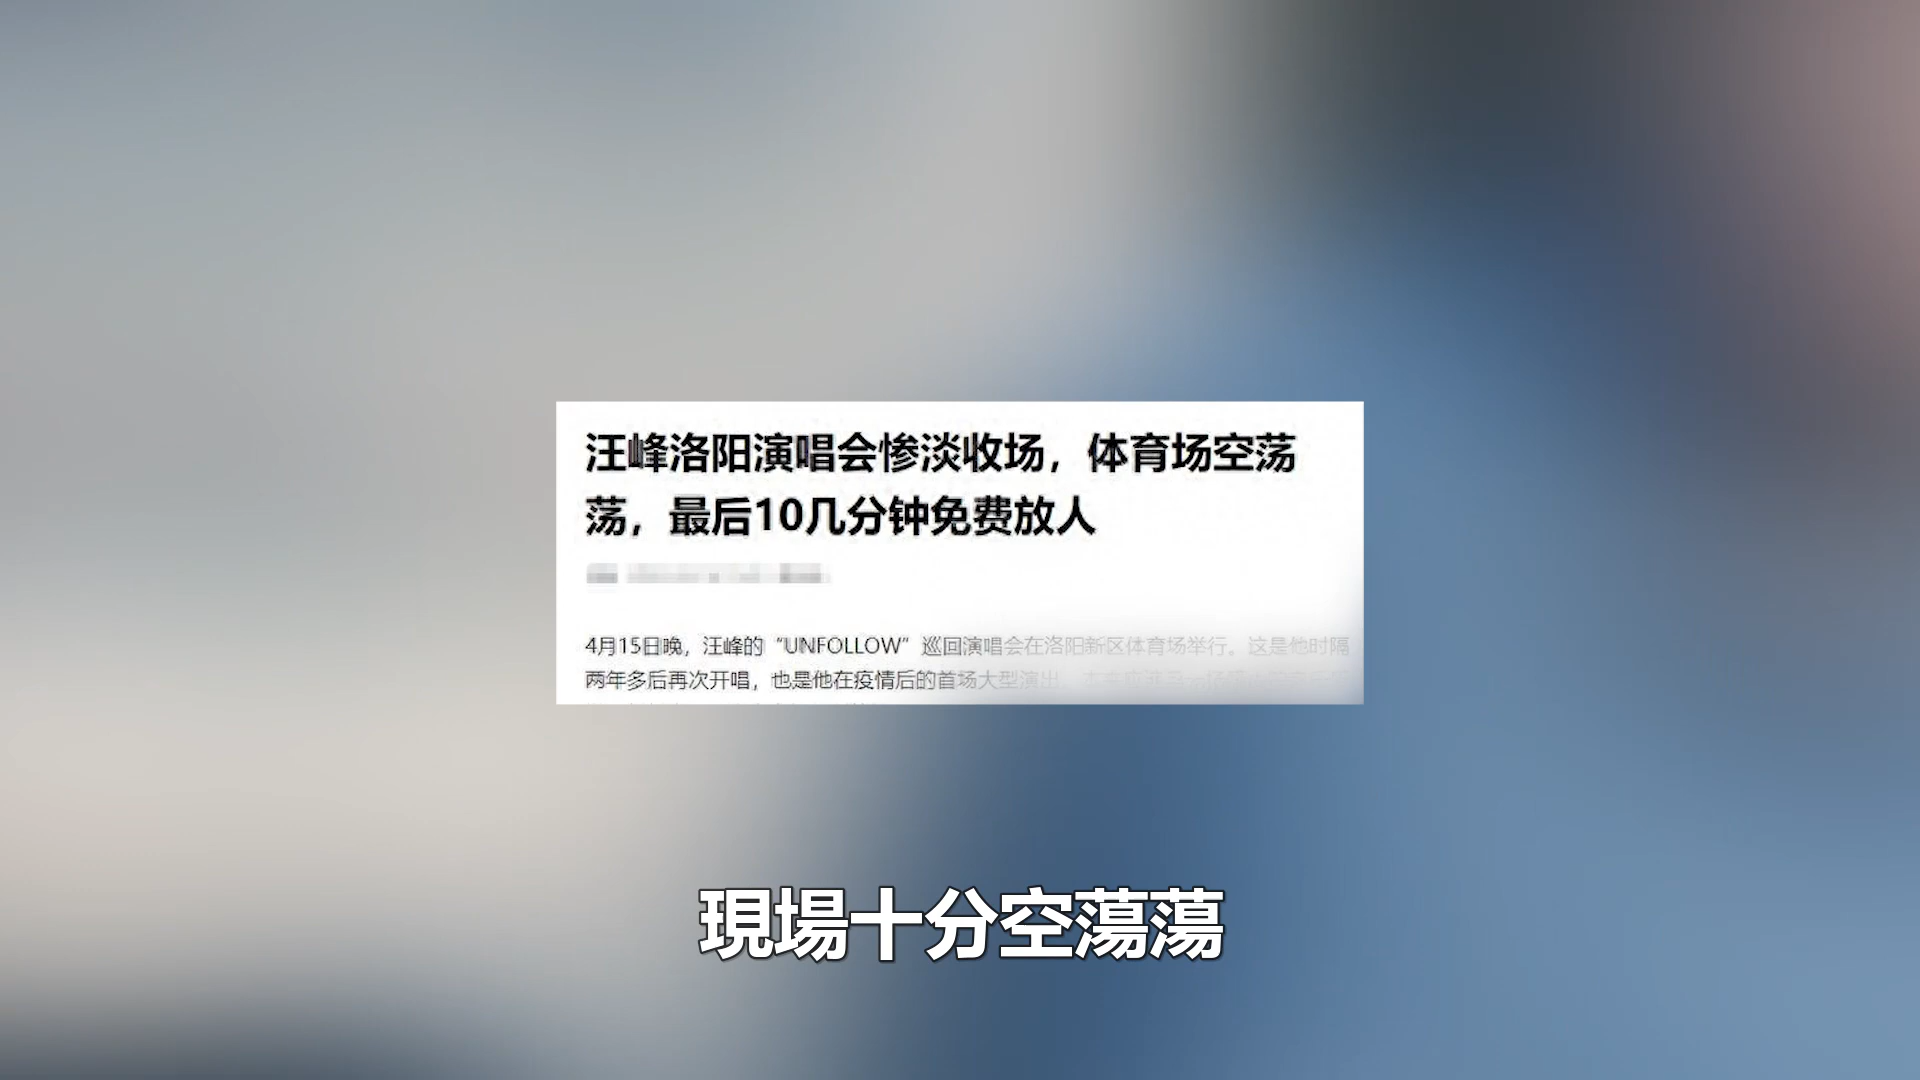 汪峰洛阳演唱会惨淡收场，体育场空荡
荡，最后10几分钟免费放人
4月15日晚，汪峰的“UNFOLLOW”巡回演唱会在洛阳新区体育场举行。这是他时隔
两年多后再次开唱，也是他在疫情后的首场大型演出
現場十分空蕩蕩